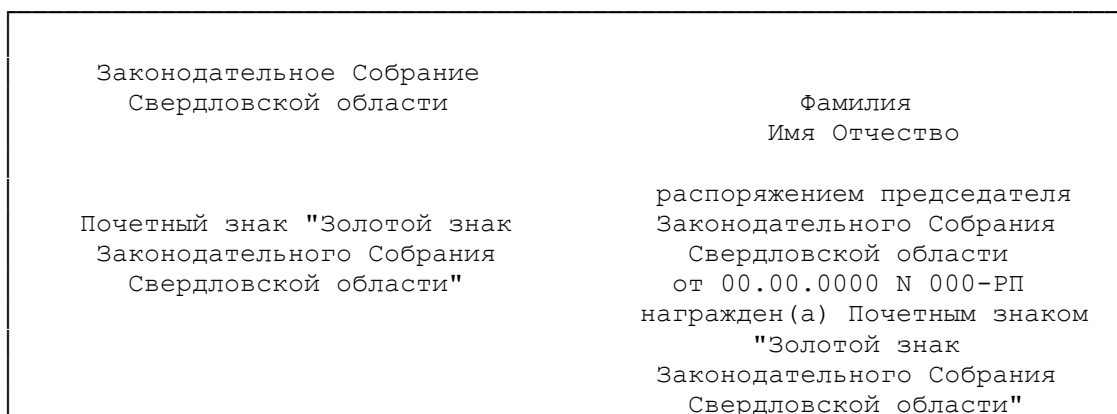 Законодательное Собрание
Свердловской области
Почетный знак "Золотой знак
Законодательного Собрания
Свердловской области"
Фамилия
Имя Отчество
распоряжением председателя
Законодательного Собрания
Свердловской области
от 00.00.0000 N 000-РП
награжден(а) Почетным знаком
"Золотой знак
Законодательного Собрания
Свердловской области"